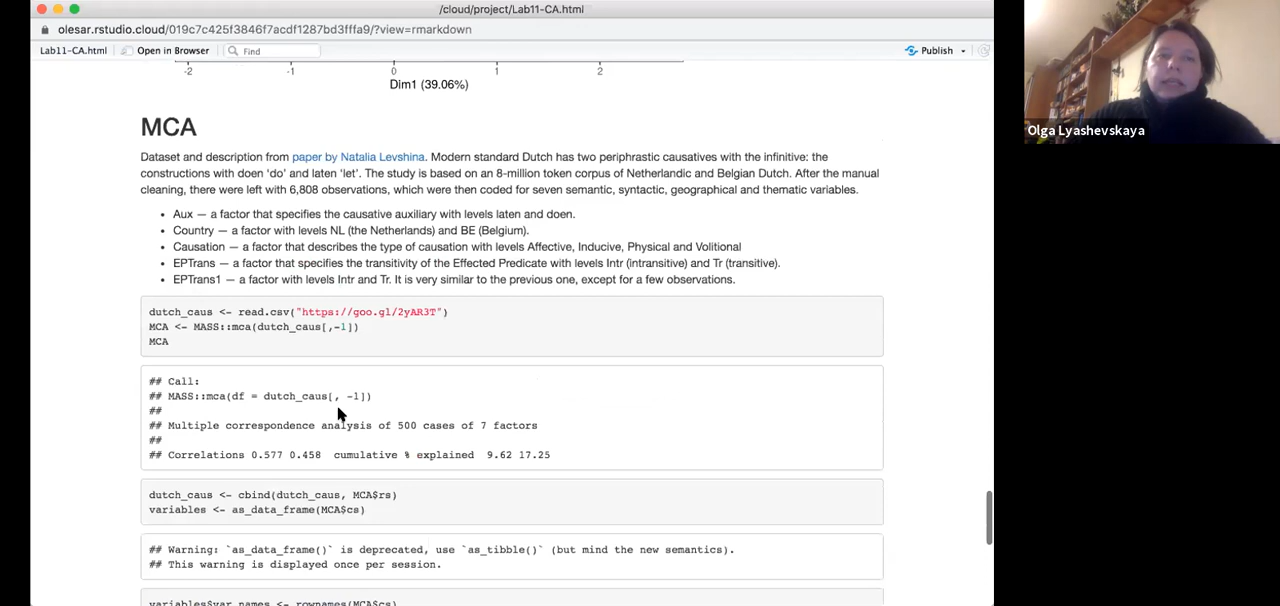 /cloud/project/Lab11-CA.html
olesar.rstudio.cloud/019c7c425f3846f7acdf1287bd3fffa9/?view=rmarkdown
Lab11-CA.html Open in Browser Find Publish
-2 -1 0 1 2
Dim1 (39.06%)
MCA
Dataset and description from paper by Natalia Levshina. Modern standard Dutch has two periphrastic causatives with the infinitive: the
constructions with doen 'do' and laten 'let'. The study is based on an 8-million token corpus of Netherlandic and Belgian Dutch. After the manual
cleaning, there were left with 6,808 observations, which were then coded for seven semantic, syntactic, geographical and thematic variables.
• Aux — a factor that specifies the causative auxiliary with levels laten and doen.
• Country — a factor with levels NL (the Netherlands) and BE (Belgium).
• Causation — a factor that describes the type of causation with levels Affective, Inducive, Physical and Volitional
• EPTrans — a factor that specifies the transitivity of the Effected Predicate with levels Intr (intransitive) and Tr (transitive).
• EPTrans1 — a factor with levels Intr and Tr. It is very similar to the previous one, except for a few observations.
dutch_caus <- read.csv("https://goo.gl/2yAR3T")
MCA <- MASS::mca(dutch_caus[,-1])
MCA
## Call:
## MASS::mca(df = dutch_caus[, -1])
##
## Multiple correspondence analysis of 500 cases of 7 factors
##
## Correlations 0.577 0.458 cumulative % explained 9.62 17.25
dutch_caus <- cbind(dutch_caus, MCA$rs)
variables <- as_data_frame(MCA$cs)
## Warning: `as_data_frame()` is deprecated, use `as_tibble()` (but mind the new semantics).
## This warning is displayed once per session.
variables$var_names <- rownames(MCA$cs)
Olga Lyashevskaya